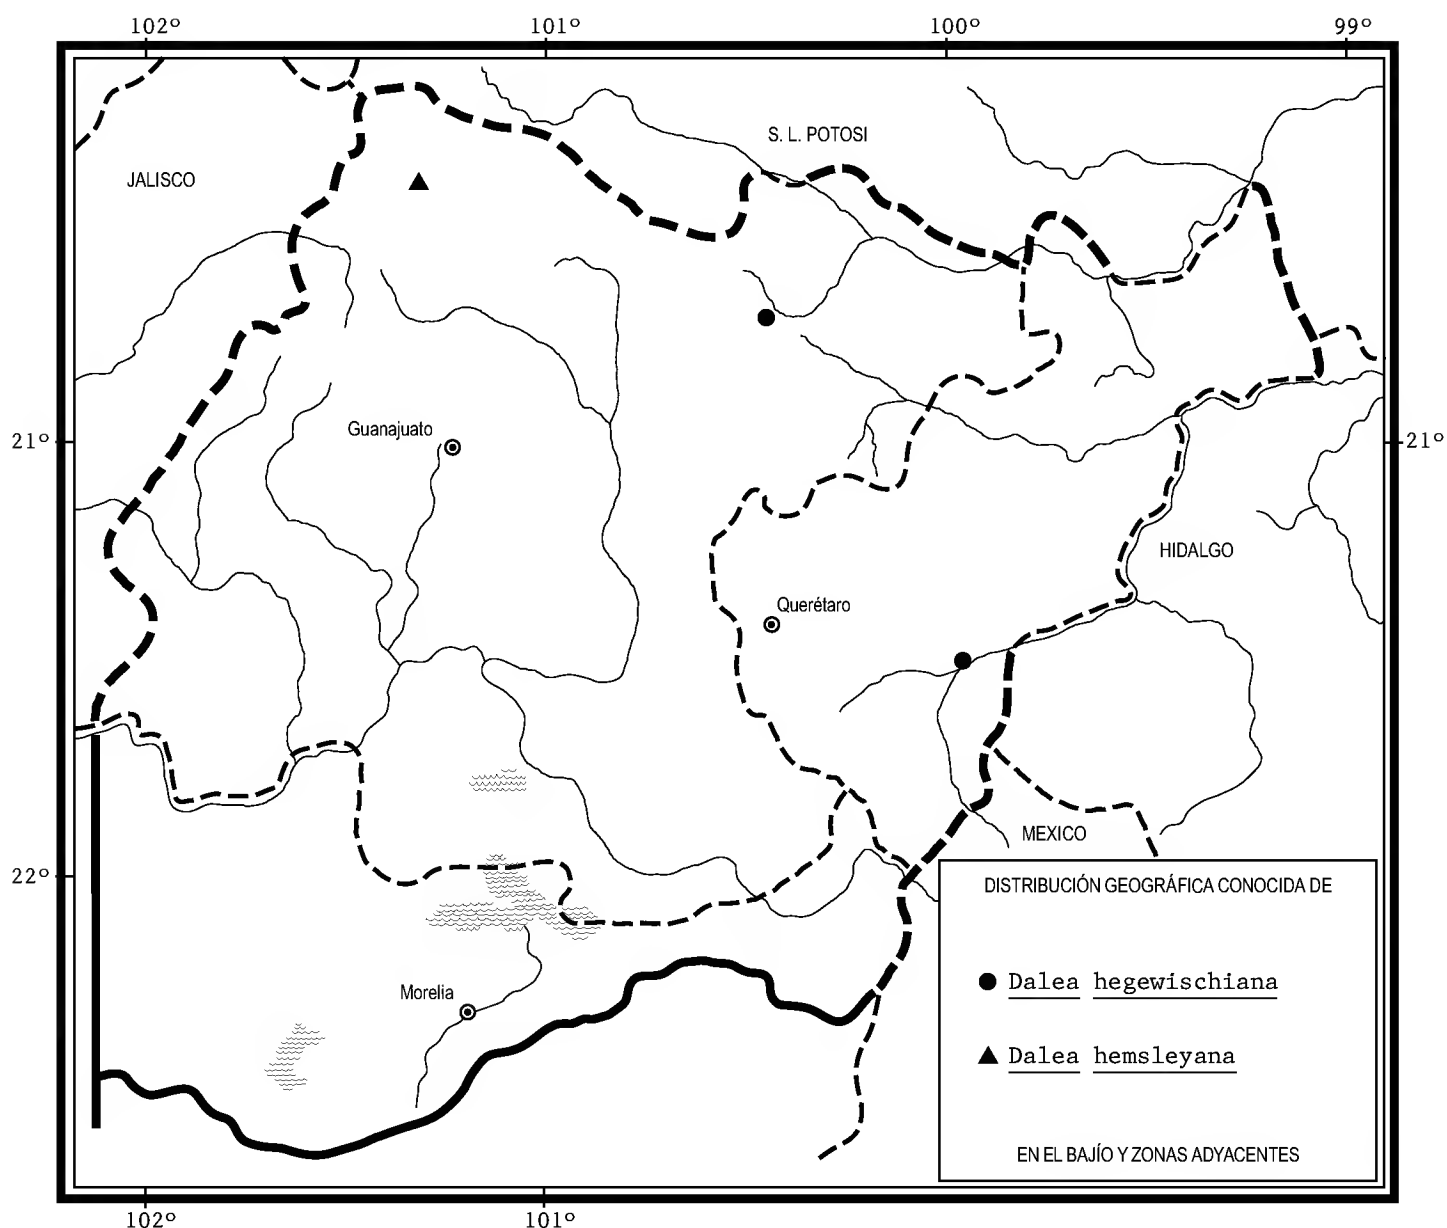 102° 101° 100° 99°
S. L. POTOSI
JALISCO
Guanajuato
21° 21°
HIDALGO
Querétaro
MEXICO
22°
DISTRIBUCIÓN GEOGRÁFICA CONOCIDA DE
Dalea hegewischiana
Morelia
Dalea hemsleyana
EN EL BAJÍO Y ZONAS ADYACENTES
102° 101°